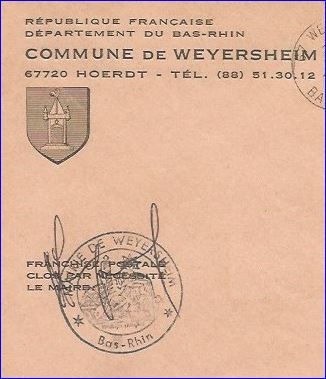 RÉPUBLIQUE FRANÇAISE
DÉPARTEMENT DU BAS-RHIN
COMMUNE DE WEYERSHEIM
67720 HOERDT - TÉL. (88) 51.30.12
FRANCHISE POSTALE
CLOS PAR NÉCESSITÉ
LE MAIRE
DE WEYERSHEIM
* Bas-Rhin *